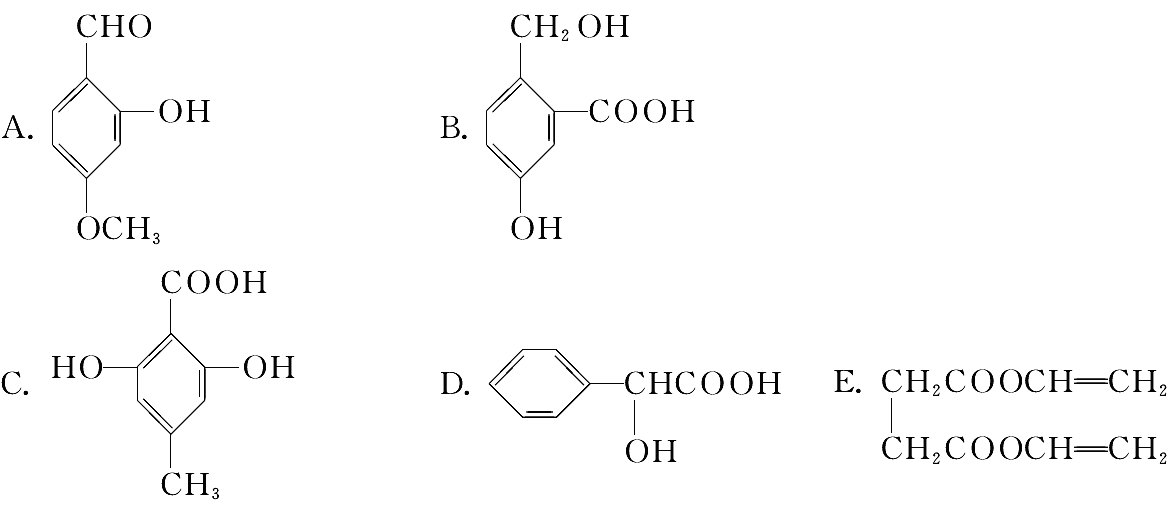 CHO
CH₂OH
A.
OH
B.
COOH
OCH₃
OH
COOH
C.
HO
OH
D.
CHCOOH
E.
CH₂COOCH=CH₂
OH
CH₂COOCH=CH₂
CH₃